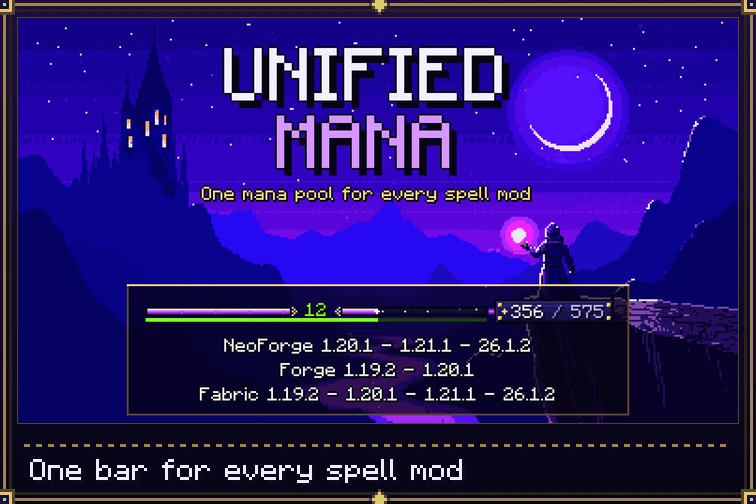 UNIFIED
MANA
One mana pool for every spell mod
12
356 / 575
NeoForge 1.20.1 - 1.21.1 - 26.1.2
Forge 1.19.2 - 1.20.1
Fabric 1.19.2 - 1.20.1 - 1.21.1 - 26.1.2
One bar for every spell mod